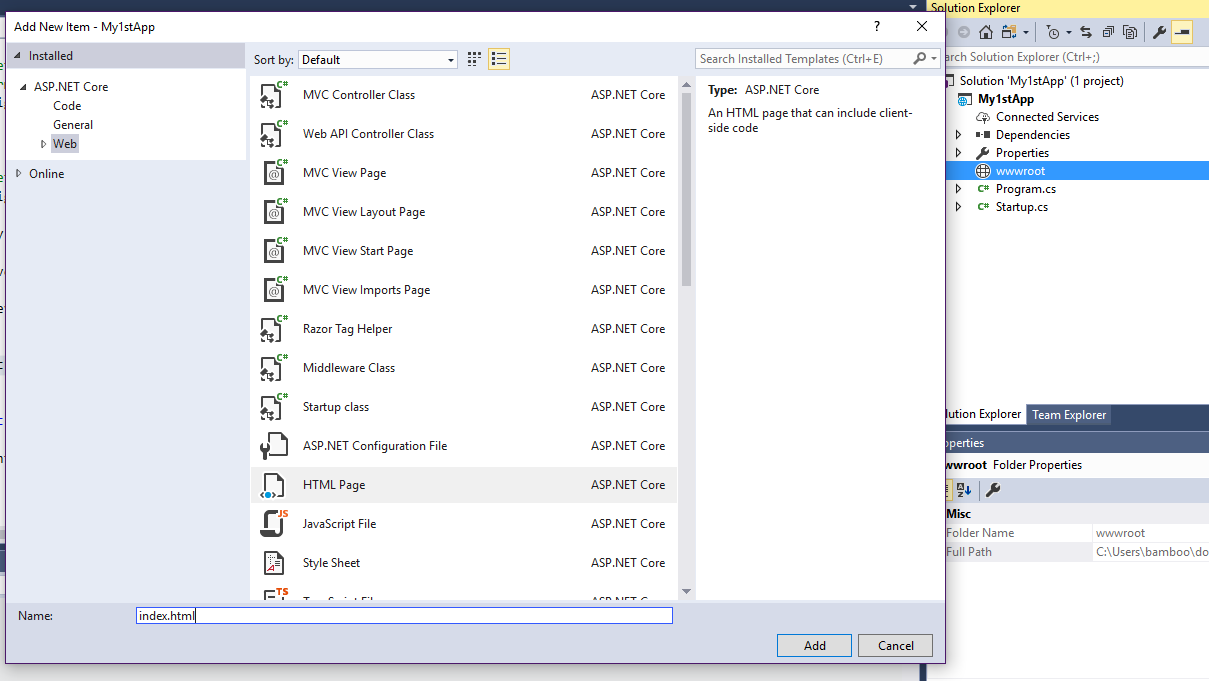 Add New Item - My1stApp
?
Installed
ASP.NET Core
Code
General
Web
Online
Sort by: Default
Search Installed Templates (Ctrl+E)
MVC Controller Class ASP.NET Core
Web API Controller Class ASP.NET Core
MVC View Page ASP.NET Core
MVC View Layout Page ASP.NET Core
MVC View Start Page ASP.NET Core
MVC View Imports Page ASP.NET Core
Razor Tag Helper ASP.NET Core
Middleware Class ASP.NET Core
Startup class ASP.NET Core
ASP.NET Configuration File ASP.NET Core
HTML Page ASP.NET Core
JavaScript File ASP.NET Core
Style Sheet ASP.NET Core
Type: ASP.NET Core
An HTML page that can include client-
side code
Name: index.html
Add Cancel
Solution Explorer
arch Solution Explorer (Ctrl+;)
Solution 'My1stApp' (1 project)
My1stApp
Connected Services
Dependencies
Properties
wwwroot
C# Program.cs
C# Startup.cs
lution Explorer Team Explorer
operties
wwroot Folder Properties
Misc
Folder Name wwwroot
Full Path C:\Users\bamboo\do